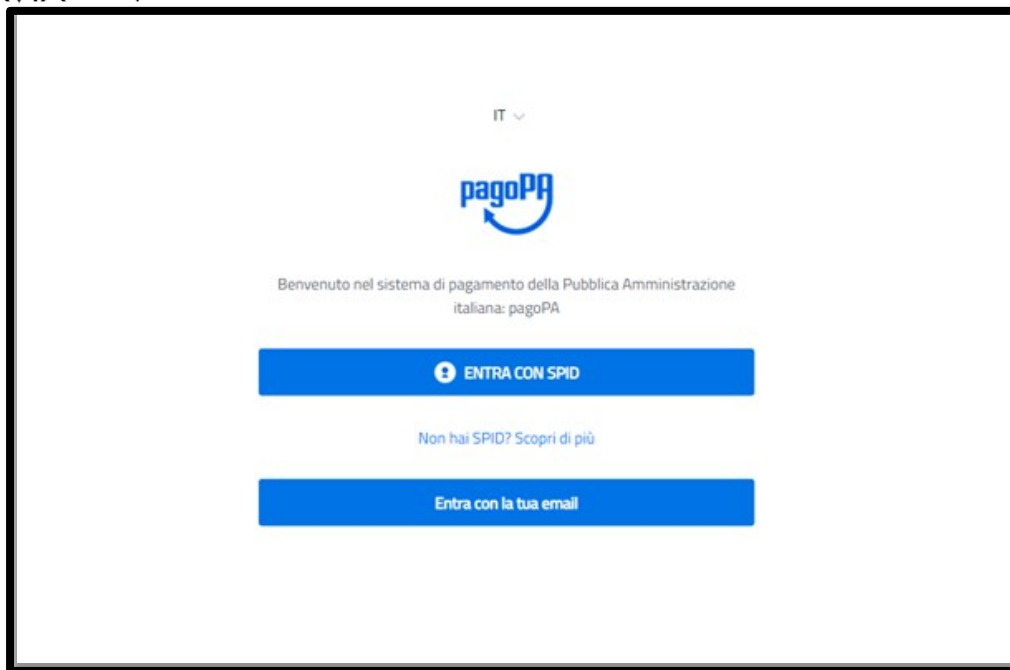 IT
pagoPA
Benvenuto nel sistema di pagamento della Pubblica Amministrazione
italiana: pagoPA
ENTRA CON SPID
Non hai SPID? Scopri di più
Entra con la tua email